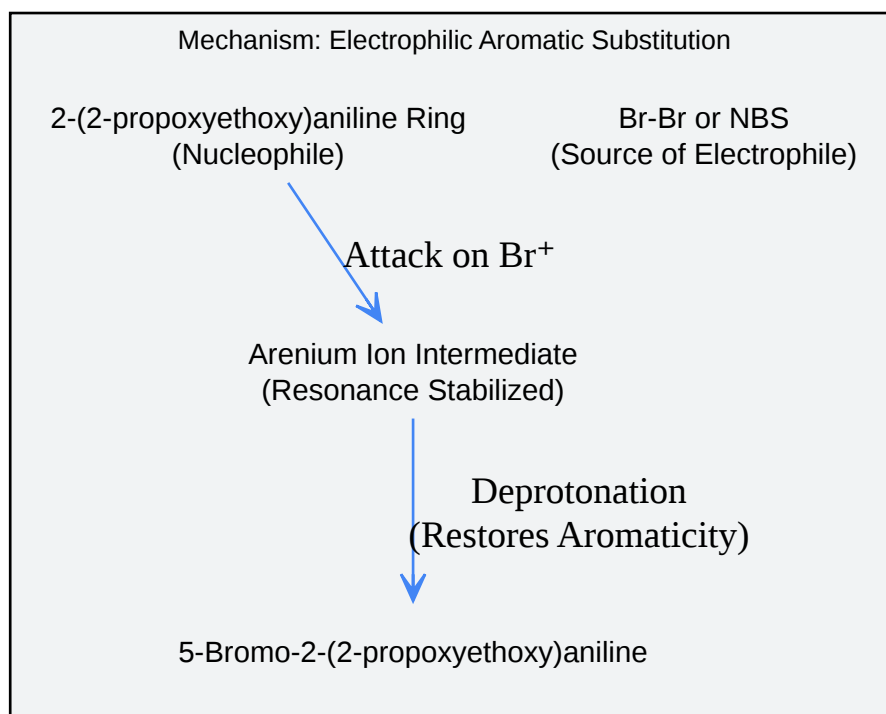 Mechanism: Electrophilic Aromatic Substitution
2-(2-propoxyethoxy)aniline Ring
(Nucleophile)
Br-Br or NBS
(Source of Electrophile)
Attack on Br⁺
Arenium Ion Intermediate
(Resonance Stabilized)
Deprotonation
(Restores Aromaticity)
5-Bromo-2-(2-propoxyethoxy)aniline